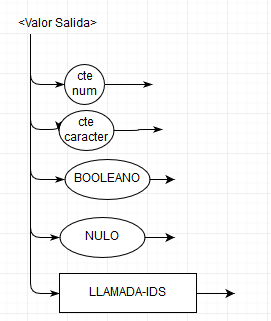 <Valor Salida>
cte
num
cte
caracter
BOOLEANO
NULO
LLAMADA-IDS